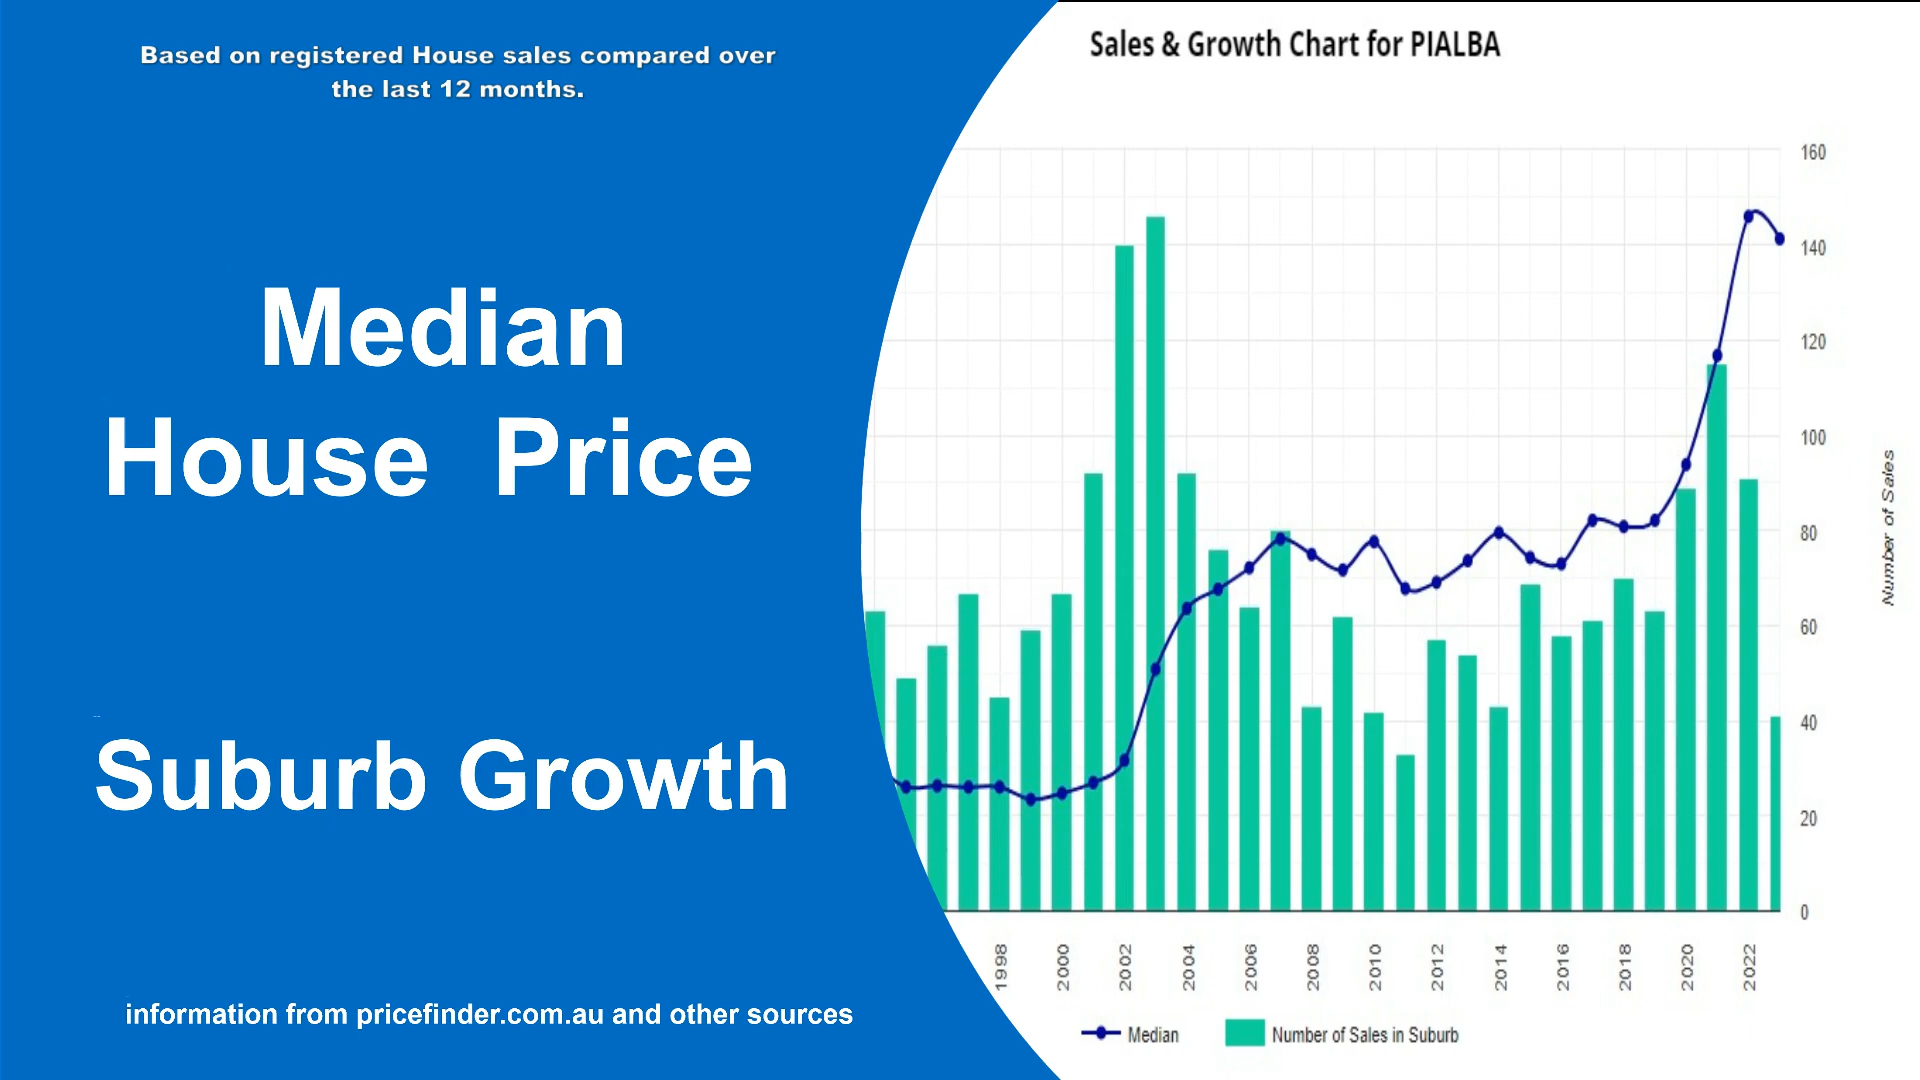 Based on registered House sales compared over
the last 12 months.
Median
House Price
Suburb Growth
information from pricefinder.com.au and other sources
Sales & Growth Chart for PIALBA
160
140
120
100
80
60
40
20
0
Number of Sales
1998
2000
2002
2004
2006
2008
2010
2012
2014
2016
2018
2020
2022
Median
Number of Sales in Suburb